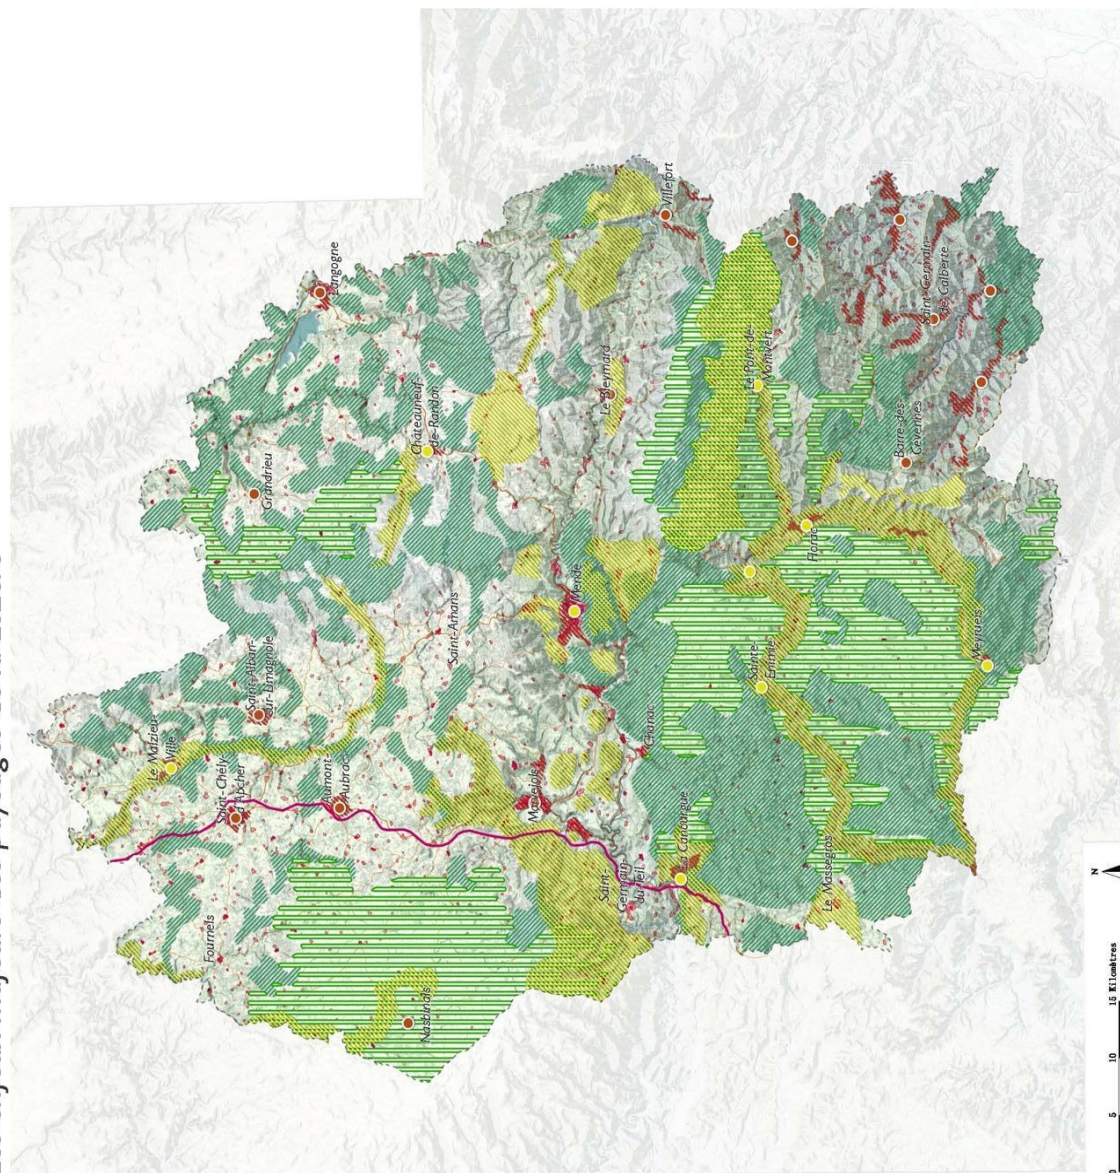 Langogne
Grandrieu
Châteauneuf-
de-Randon
Villefort
Le Bleymard
Le Malzieu-
Ville
Saint-Alban-
sur-Limagnole
Saint-Chély-
d'Apcher
Aumont-
Aubrac
Fournels
Nasbinals
Saint-Amans
Mende
Marvejols
Chanac
Saint-
Germain-
du-Teil
La Canourgue
Le Massegros
Sainte-
Enimie
Florac
Le Pont-de-
Montvert
Barre-des-
Cévennes
Saint-Germain-
de-Calberte
Meyrueis
N
0 5 10 15 Kilomètres